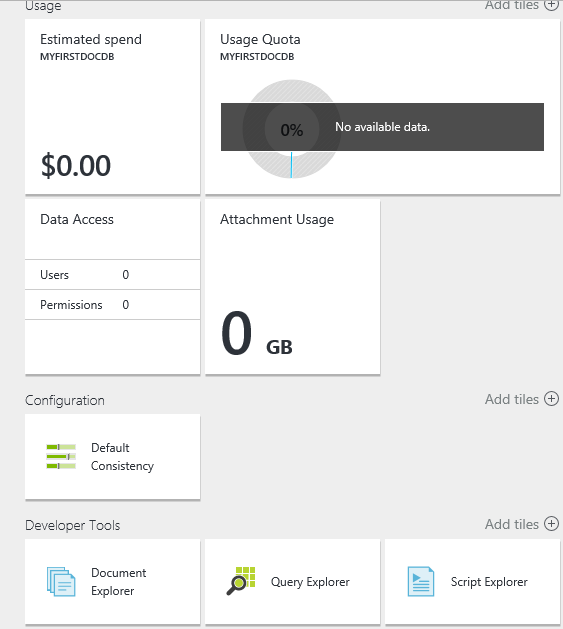 Usage
Add tiles
Estimated spend
MYFIRSTDOCDB
$0.00
Usage Quota
MYFIRSTDOCDB
0%
No available data.
Data Access
Users 0
Permissions 0
Attachment Usage
0 GB
Configuration
Add tiles
Default
Consistency
Developer Tools
Add tiles
Document
Explorer
Query Explorer
Script Explorer